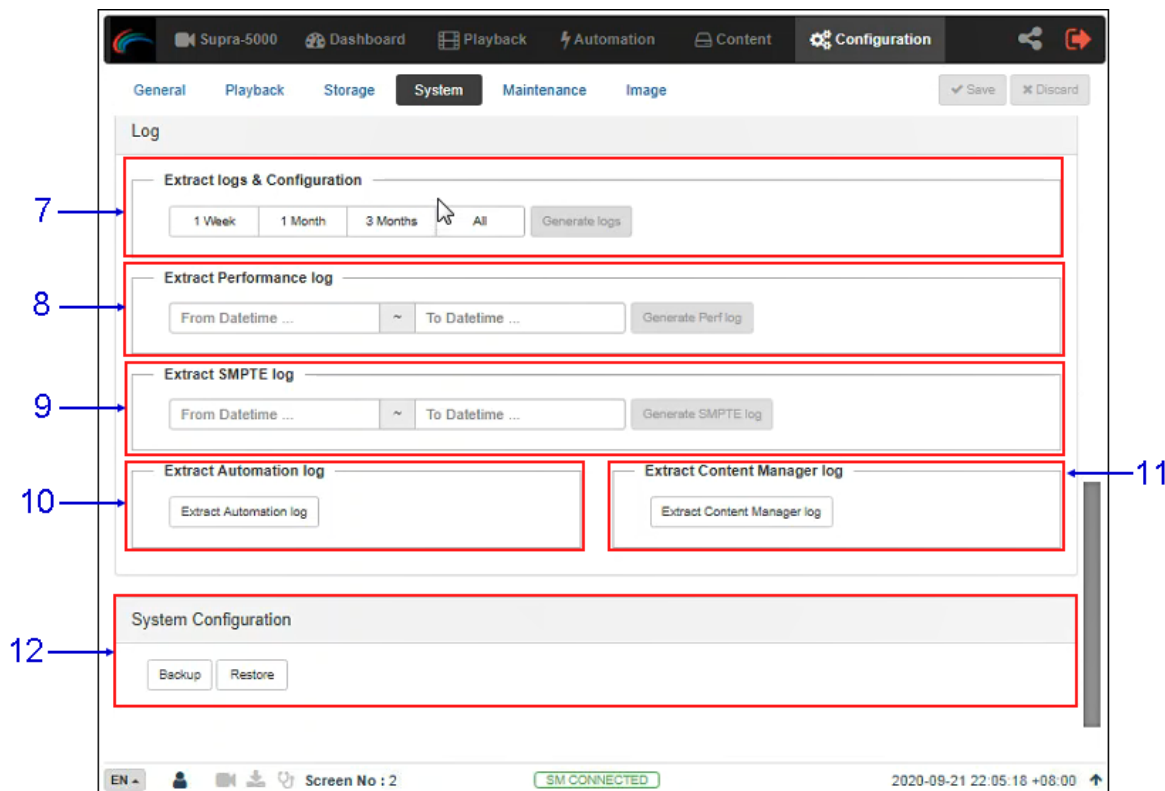 Supra-5000 Dashboard Playback Automation Content Configuration
General Playback Storage System Maintenance Image Save Discard
Log
Extract logs & Configuration
7
1 Week 1 Month 3 Months All Generate logs
Extract Performance log
8
From Datetime ... ~ To Datetime ... Generate Perf log
Extract SMPTE log
9
From Datetime ... ~ To Datetime ... Generate SMPTE log
Extract Automation log Extract Content Manager log
11
10
Extract Automation log Extract Content Manager log
System Configuration
12
Backup Restore
EN Screen No : 2 SM CONNECTED 2020-09-21 22:05:18 +08:00